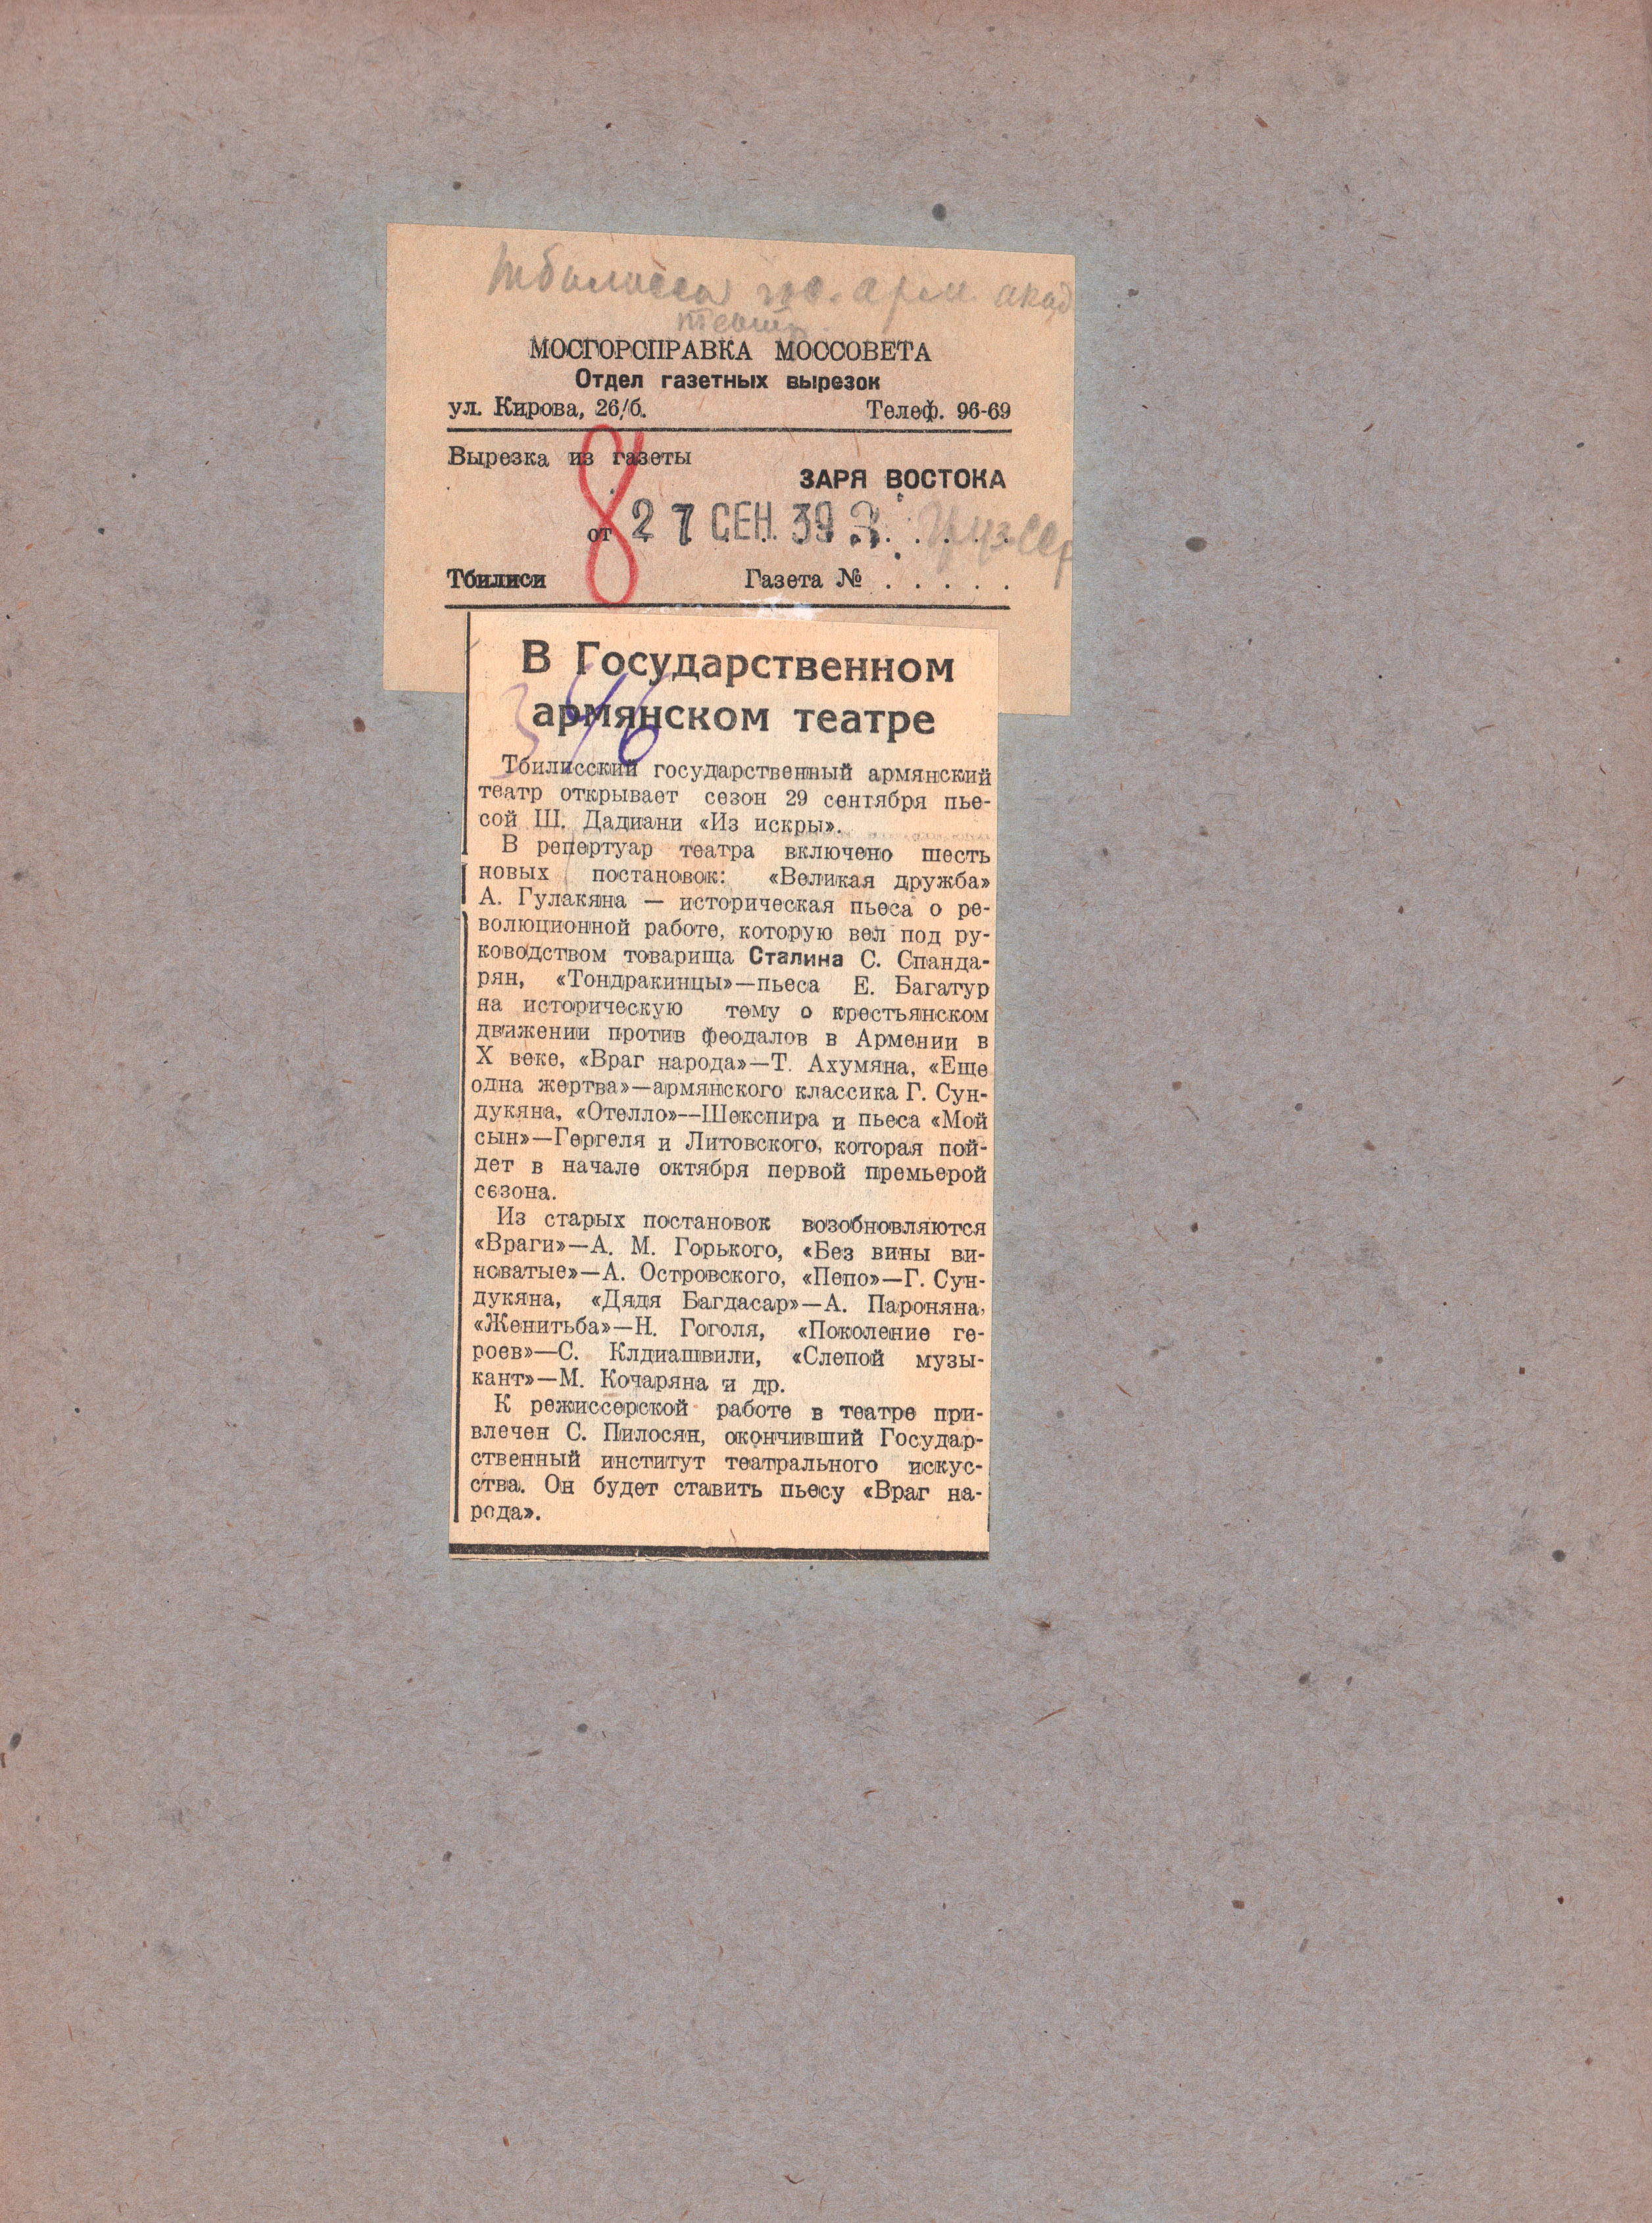 гос. арм. акад
театр.
МОСГОРСПРАВКА МОССОВЕТА
Отдел газетных вырезок
ул. Кирова, 26/б. Телеф. 96-69
Вырезка из газеты
ЗАРЯ ВОСТОКА
от 27 СЕН. 39
Тбилиси Газета № . . . . .
8
В Государственном
армянском театре
346
Тбилисский государственный армянский
театр открывает сезон 29 сентября пье-
сой Ш. Дадиани «Из искры».
В репертуар театра включено шесть
новых постановок: «Великая дружба»
А. Гулакяна — историческая пьеса о ре-
волюционной работе, которую вел под ру-
ководством товарища Сталина С. Спанда-
рян, «Тондракинцы»—пьеса Е. Багатур
на историческую тему о крестьянском
движении против феодалов в Армении в
X веке, «Враг народа»—Т. Ахумяна, «Еще
одна жертва»—армянского классика Г. Сун-
дукяна, «Отелло»—Шекспира и пьеса «Мой
сын»—Гергеля и Литовского, которая пой-
дет в начале октября первой премьерой
сезона.
Из старых постановок возобновляются
«Враги»—А. М. Горького, «Без вины ви-
новатые»—А. Островского, «Пепо»—Г. Сун-
дукяна, «Дядя Багдасар»—А. Пароняна,
«Женитьба»—Н. Гоголя, «Поколение ге-
роев»—С. Клдиашвили, «Слепой музы-
кант»—М. Кочаряна и др.
К режиссерской работе в театре при-
влечен С. Пилосян, окончивший Государ-
ственный институт театрального искус-
ства. Он будет ставить пьесу «Враг на-
рода».